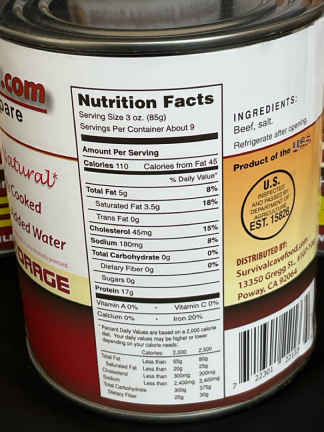 .com
pare
Natural*
Cooked
dded Water
ORAGE
Nutrition Facts
Serving Size 3 oz. (85g)
Servings Per Container About 9
Amount Per Serving
Calories 110 Calories from Fat 45
% Daily Value*
Total Fat 5g 8%
Saturated Fat 3.5g 18%
Trans Fat 0g
Cholesterol 45mg 15%
Sodium 180mg 8%
Total Carbohydrate 0g 0%
Dietary Fiber 0g 0%
Sugars 0g
Protein 17g
Vitamin A 0% • Vitamin C 0%
Calcium 0% • Iron 20%
*Percent Daily Values are based on a 2,000 calorie
diet. Your daily values may be higher or lower
depending on your calorie needs:
Calories 2,000 2,500
Total Fat Less than 65g 80g
Saturated Fat Less than 20g 25g
Cholesterol Less than 300mg 300mg
Sodium Less than 2,400mg 2,400mg
Total Carbohydrate 300g 375g
Dietary Fiber 25g 30g
INGREDIENTS:
Beef, salt.
Refrigerate after opening.
Product of the
U.S.
INSPECTED
AND PASSED BY
DEPARTMENT OF
AGRICULTURE
EST. 15826
DISTRIBUTED BY:
Survivalcavefood.com
13350 Gregg St.
Poway, CA 92064
7 22301